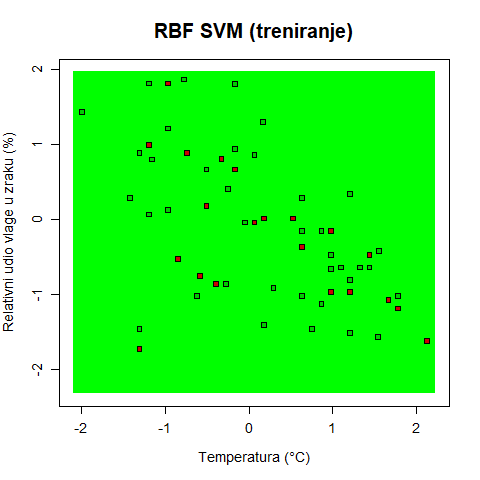 RBF SVM (treniranje)
Relativni udio vlage u zraku (%)
2
1
0
-1
-2
-2 -1 0 1 2
Temperatura (°C)